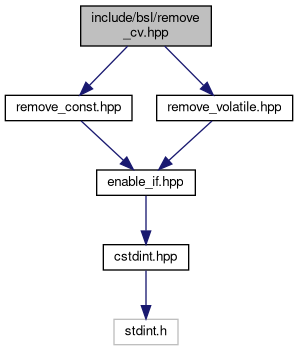 include/bsl/remove
_cv.hpp
remove_const.hpp
remove_volatile.hpp
enable_if.hpp
cstdint.hpp
stdint.h